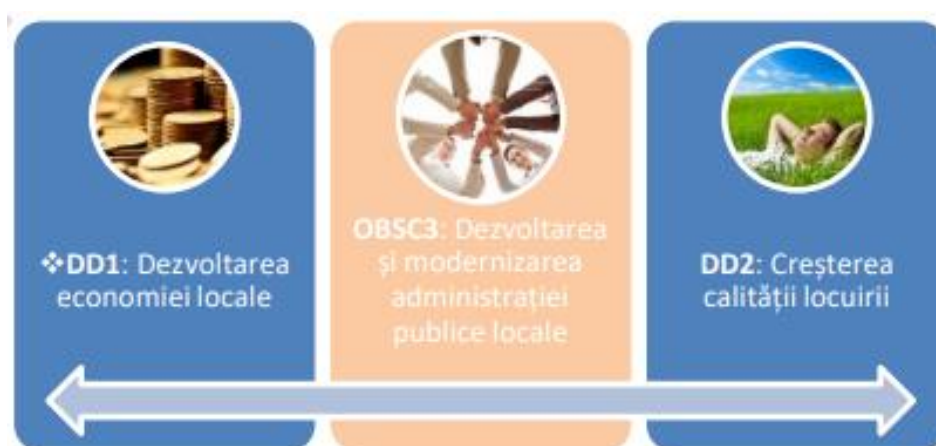 ❖DD1: Dezvoltarea
economiei locale
OBSC3: Dezvoltarea
și modernizarea
administrației
publice locale
DD2: Creșterea
calității locuirii